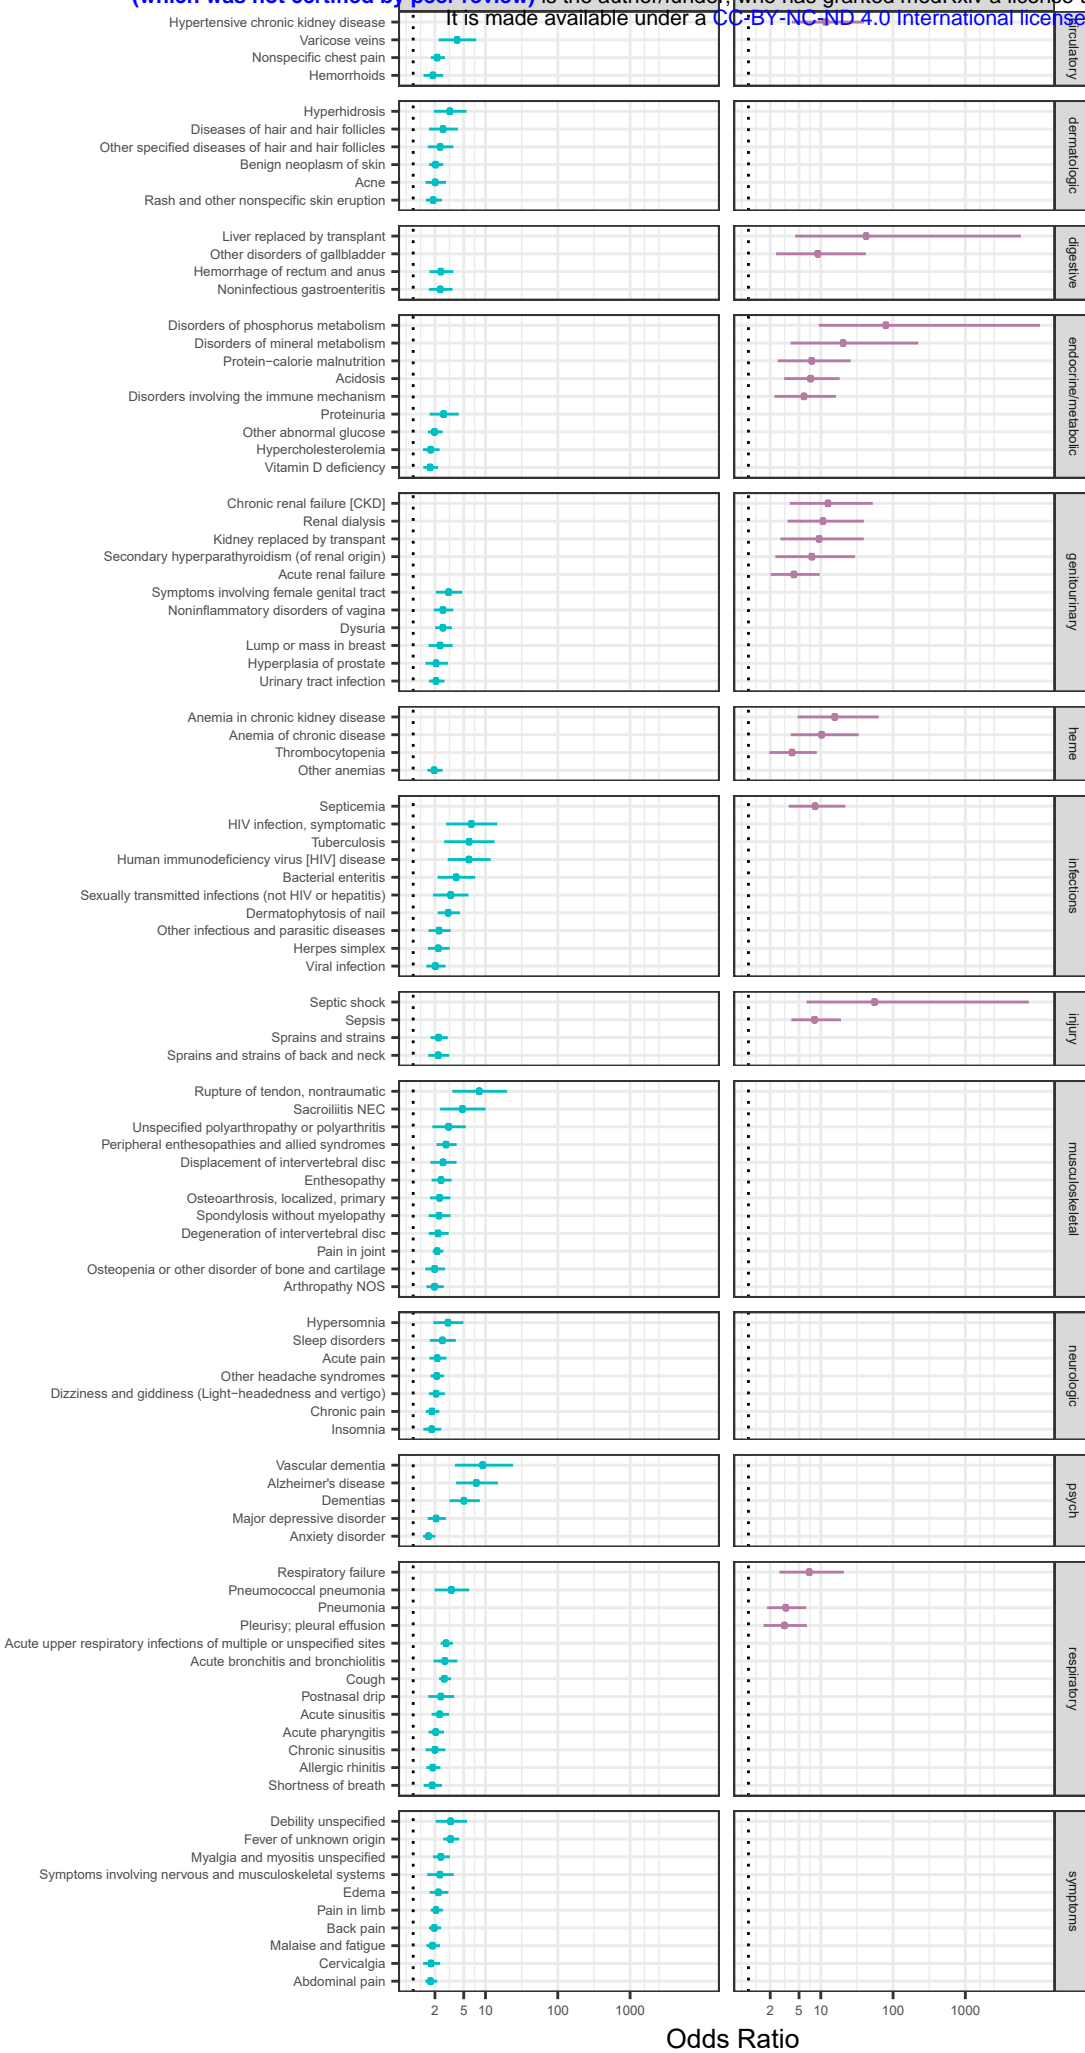 (which was not certified by peer review) is the author/funder, who has granted medRxiv a license t
It is made available under a CC-BY-NC-ND 4.0 International license
Hypertensive chronic kidney disease
Varicose veins
Nonspecific chest pain
Hemorrhoids
circulatory
Hyperhidrosis
Diseases of hair and hair follicles
Other specified diseases of hair and hair follicles
Benign neoplasm of skin
Acne
Rash and other nonspecific skin eruption
dermatologic
Liver replaced by transplant
Other disorders of gallbladder
Hemorrhage of rectum and anus
Noninfectious gastroenteritis
digestive
Disorders of phosphorus metabolism
Disorders of mineral metabolism
Protein−calorie malnutrition
Acidosis
Disorders involving the immune mechanism
Proteinuria
Other abnormal glucose
Hypercholesterolemia
Vitamin D deficiency
endocrine/metabolic
Chronic renal failure [CKD]
Renal dialysis
Kidney replaced by transpant
Secondary hyperparathyroidism (of renal origin)
Acute renal failure
Symptoms involving female genital tract
Noninflammatory disorders of vagina
Dysuria
Lump or mass in breast
Hyperplasia of prostate
Urinary tract infection
genitourinary
Anemia in chronic kidney disease
Anemia of chronic disease
Thrombocytopenia
Other anemias
heme
Septicemia
HIV infection, symptomatic
Tuberculosis
Human immunodeficiency virus [HIV] disease
Bacterial enteritis
Sexually transmitted infections (not HIV or hepatitis)
Dermatophytosis of nail
Other infectious and parasitic diseases
Herpes simplex
Viral infection
infections
Septic shock
Sepsis
Sprains and strains
Sprains and strains of back and neck
injury
Rupture of tendon, nontraumatic
Sacroiliitis NEC
Unspecified polyarthropathy or polyarthritis
Peripheral enthesopathies and allied syndromes
Displacement of intervertebral disc
Enthesopathy
Osteoarthrosis, localized, primary
Spondylosis without myelopathy
Degeneration of intervertebral disc
Pain in joint
Osteopenia or other disorder of bone and cartilage
Arthropathy NOS
musculoskeletal
Hypersomnia
Sleep disorders
Acute pain
Other headache syndromes
Dizziness and giddiness (Light−headedness and vertigo)
Chronic pain
Insomnia
neurologic
Vascular dementia
Alzheimer's disease
Dementias
Major depressive disorder
Anxiety disorder
psych
Respiratory failure
Pneumococcal pneumonia
Pneumonia
Pleurisy; pleural effusion
Acute upper respiratory infections of multiple or unspecified sites
Acute bronchitis and bronchiolitis
Cough
Postnasal drip
Acute sinusitis
Acute pharyngitis
Chronic sinusitis
Allergic rhinitis
Shortness of breath
respiratory
Debility unspecified
Fever of unknown origin
Myalgia and myositis unspecified
Symptoms involving nervous and musculoskeletal systems
Edema
Pain in limb
Back pain
Malaise and fatigue
Cervicalgia
Abdominal pain
symptoms
2 5 10 100 1000 2 5 10 100 1000
Odds Ratio